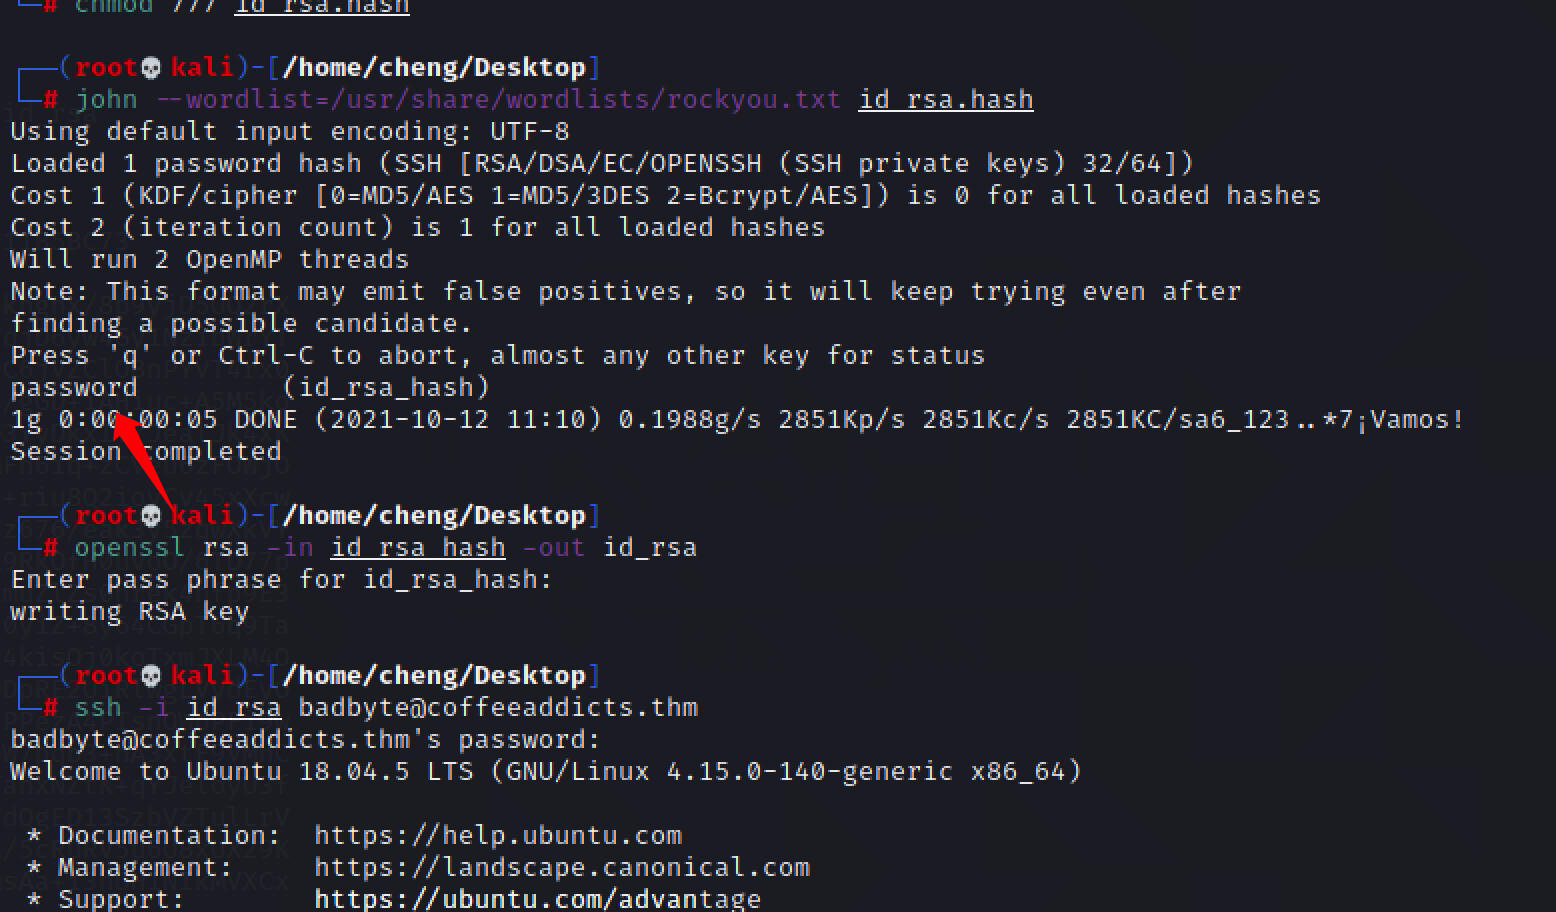 # chmod 777 id_rsa.hash
(root💀kali)-[/home/cheng/Desktop]
# john --wordlist=/usr/share/wordlists/rockyou.txt id_rsa.hash
Using default input encoding: UTF-8
Loaded 1 password hash (SSH [RSA/DSA/EC/OPENSSH (SSH private keys) 32/64])
Cost 1 (KDF/cipher [0=MD5/AES 1=MD5/3DES 2=Bcrypt/AES]) is 0 for all loaded hashes
Cost 2 (iteration count) is 1 for all loaded hashes
Will run 2 OpenMP threads
Note: This format may emit false positives, so it will keep trying even after
finding a possible candidate.
Press 'q' or Ctrl-C to abort, almost any other key for status
password         (id_rsa_hash)
1g 0:00:00:05 DONE (2021-10-12 11:10) 0.1988g/s 2851Kp/s 2851Kc/s 2851KC/sa6_123..*7¡Vamos!
Session completed
(root💀kali)-[/home/cheng/Desktop]
# openssl rsa -in id_rsa_hash -out id_rsa
Enter pass phrase for id_rsa_hash:
writing RSA key
(root💀kali)-[/home/cheng/Desktop]
# ssh -i id_rsa badbyte@coffeeaddicts.thm
badbyte@coffeeaddicts.thm's password:
Welcome to Ubuntu 18.04.5 LTS (GNU/Linux 4.15.0-140-generic x86_64)
* Documentation:  https://help.ubuntu.com
* Management:     https://landscape.canonical.com
* Support:        https://ubuntu.com/advantage